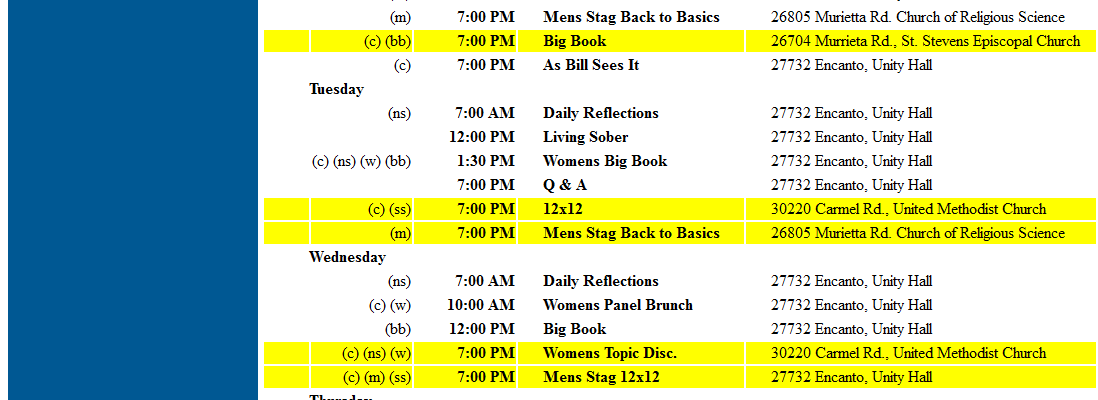 (m) 7:00 PM Mens Stag Back to Basics 26805 Murietta Rd. Church of Religious Science
(c) (bb) 7:00 PM Big Book 26704 Murrieta Rd., St. Stevens Episcopal Church
(c) 7:00 PM As Bill Sees It 27732 Encanto, Unity Hall
Tuesday
(ns) 7:00 AM Daily Reflections 27732 Encanto, Unity Hall
12:00 PM Living Sober 27732 Encanto, Unity Hall
(c) (ns) (w) (bb) 1:30 PM Womens Big Book 27732 Encanto, Unity Hall
7:00 PM Q & A 27732 Encanto, Unity Hall
(c) (ss) 7:00 PM 12x12 30220 Carmel Rd., United Methodist Church
(m) 7:00 PM Mens Stag Back to Basics 26805 Murietta Rd. Church of Religious Science
Wednesday
(ns) 7:00 AM Daily Reflections 27732 Encanto, Unity Hall
(c) (w) 10:00 AM Womens Panel Brunch 27732 Encanto, Unity Hall
(bb) 12:00 PM Big Book 27732 Encanto, Unity Hall
(c) (ns) (w) 7:00 PM Womens Topic Disc. 30220 Carmel Rd., United Methodist Church
(c) (m) (ss) 7:00 PM Mens Stag 12x12 27732 Encanto, Unity Hall
Thursday